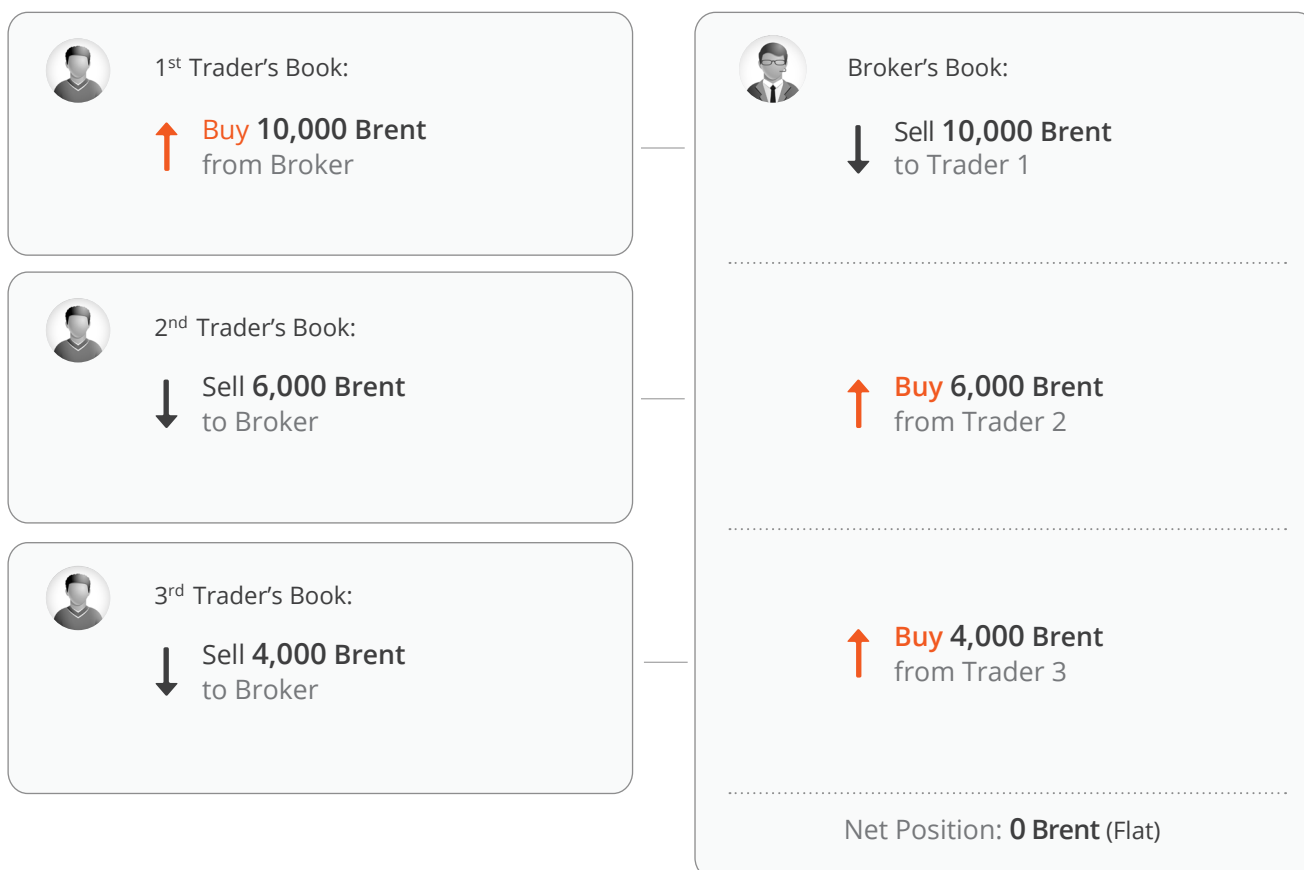 1st Trader’s Book:
Buy 10,000 Brent
from Broker
2nd Trader’s Book:
Sell 6,000 Brent
to Broker
3rd Trader’s Book:
Sell 4,000 Brent
to Broker
Broker’s Book:
Sell 10,000 Brent
to Trader 1
Buy 6,000 Brent
from Trader 2
Buy 4,000 Brent
from Trader 3
Net Position: 0 Brent (Flat)